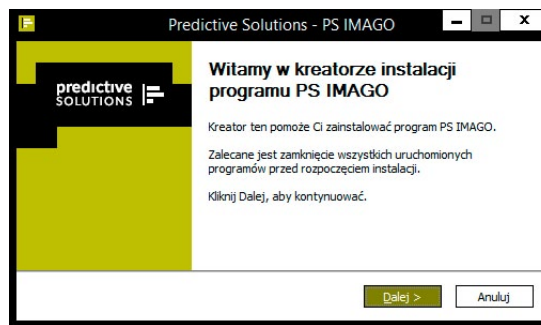 Predictive Solutions - PS IMAGO
predictive
SOLUTIONS
Witamy w kreatorze instalacji
programu PS IMAGO
Kreator ten pomoże Ci zainstalować program PS IMAGO.
Zalecane jest zamknięcie wszystkich uruchomionych
programów przed rozpoczęciem instalacji.
Kliknij Dalej, aby kontynuować.
Dalej >
Anuluj